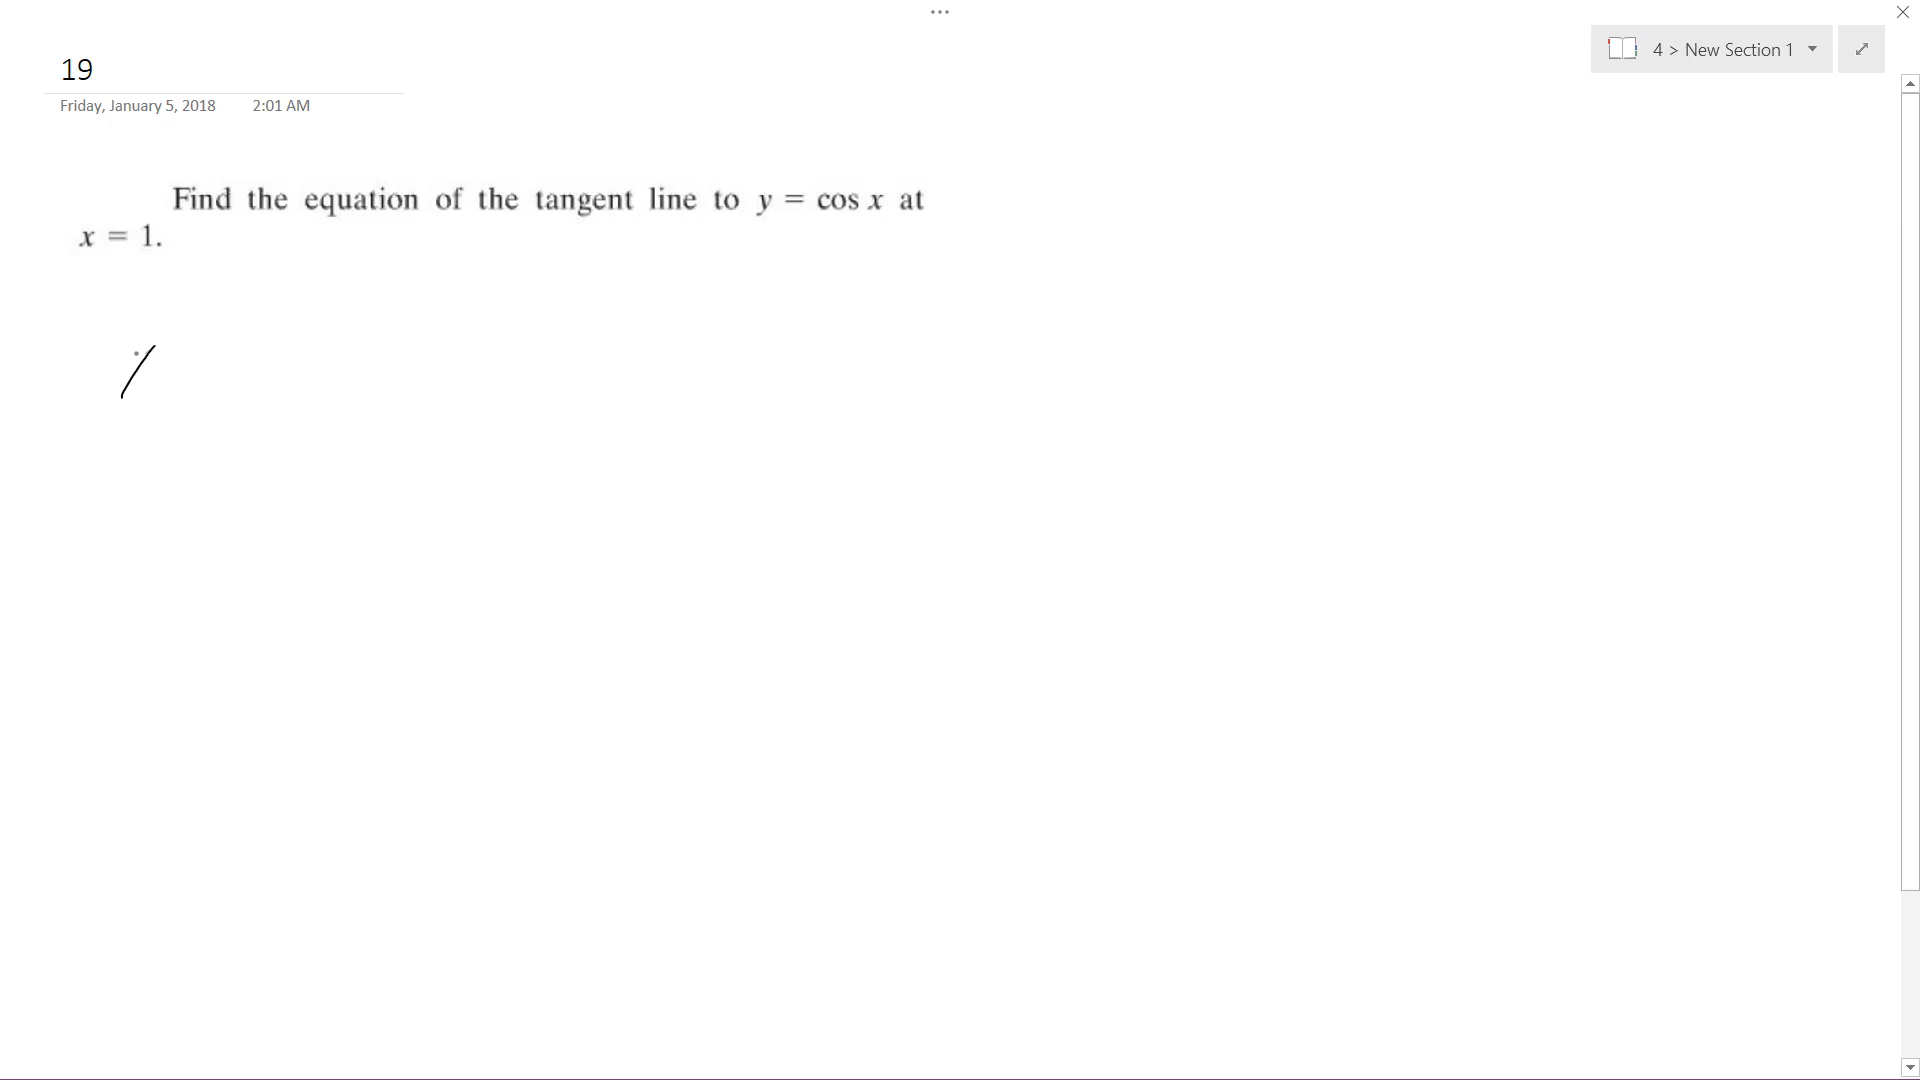 4 > New Section 1
19
Friday, January 5, 2018 2:01 AM
Find the equation of the tangent line to y = cos x at
x = 1.